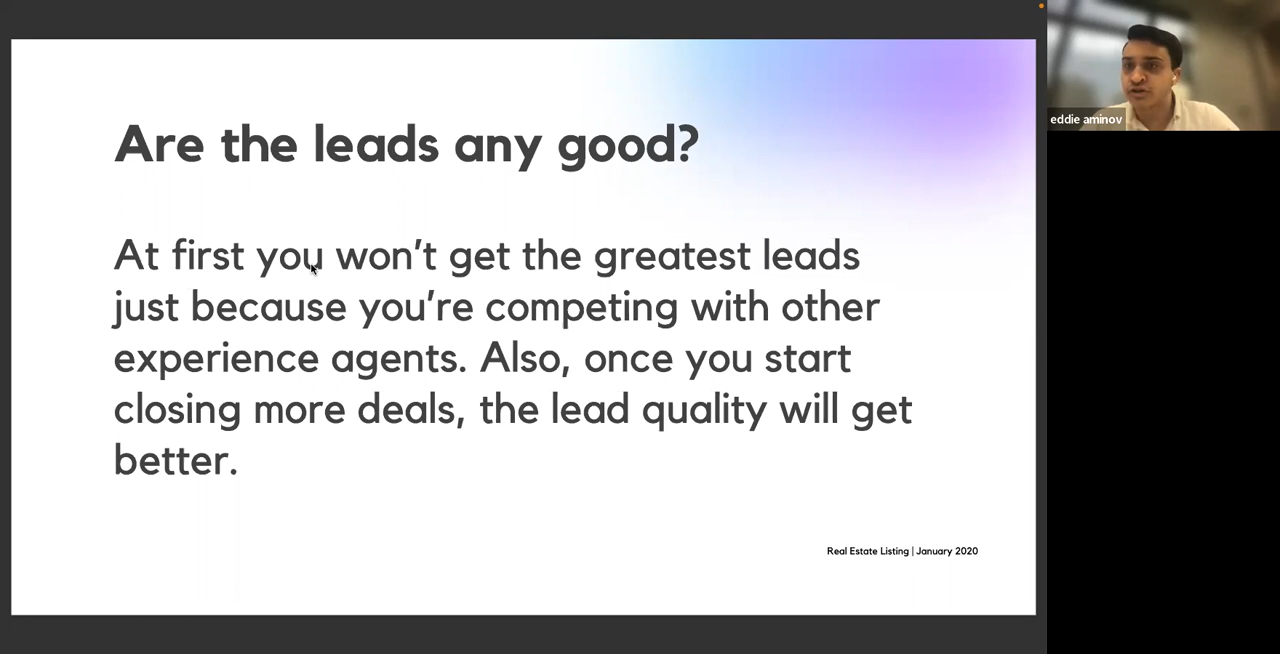 Are the leads any good?
At first you won’t get the greatest leads
just because you’re competing with other
experience agents. Also, once you start
closing more deals, the lead quality will get
better.
Real Estate Listing | January 2020
eddie aminov